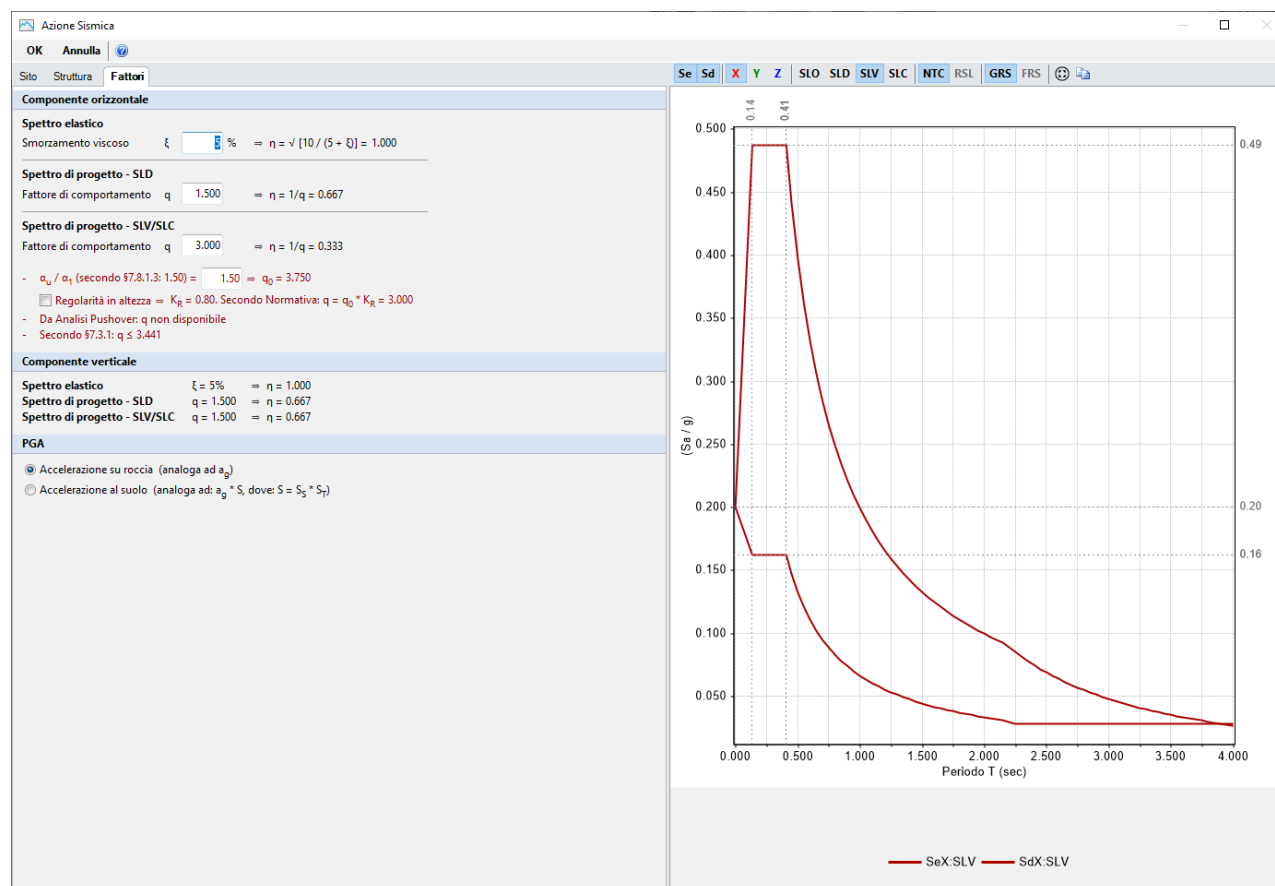 Azione Sismica
OK Annulla
Sito Struttura Fattori
Componente orizzontale
Spettro elastico
Smorzamento viscoso ξ 5 % ⇒ η = √ [10 / (5 + ξ)] = 1.000
Spettro di progetto - SLD
Fattore di comportamento q 1.500 ⇒ η = 1/q = 0.667
Spettro di progetto - SLV/SLC
Fattore di comportamento q 3.000 ⇒ η = 1/q = 0.333
- αu / α1 (secondo §7.8.1.3: 1.50) = 1.50 ⇒ q0 = 3.750
Regolarità in altezza ⇒ KR = 0.80. Secondo Normativa: q = q0 * KR = 3.000
- Da Analisi Pushover: q non disponibile
- Secondo §7.3.1: q ≤ 3.441
Componente verticale
Spettro elastico ξ = 5% ⇒ η = 1.000
Spettro di progetto - SLD q = 1.500 ⇒ η = 0.667
Spettro di progetto - SLV/SLC q = 1.500 ⇒ η = 0.667
PGA
Accelerazione su roccia (analoga ad ag)
Accelerazione al suolo (analoga ad: ag * S, dove: S = SS * ST)
Se Sd X Y Z SLO SLD SLV SLC NTC RSL GRS FRS
0.14 0.41
0.500
0.49
0.450
0.400
0.350
0.300
0.250
(Sa / g)
0.200
0.20
0.16
0.150
0.100
0.050
0.000 0.500 1.000 1.500 2.000 2.500 3.000 3.500 4.000
Periodo T (sec)
SeX:SLV SdX:SLV